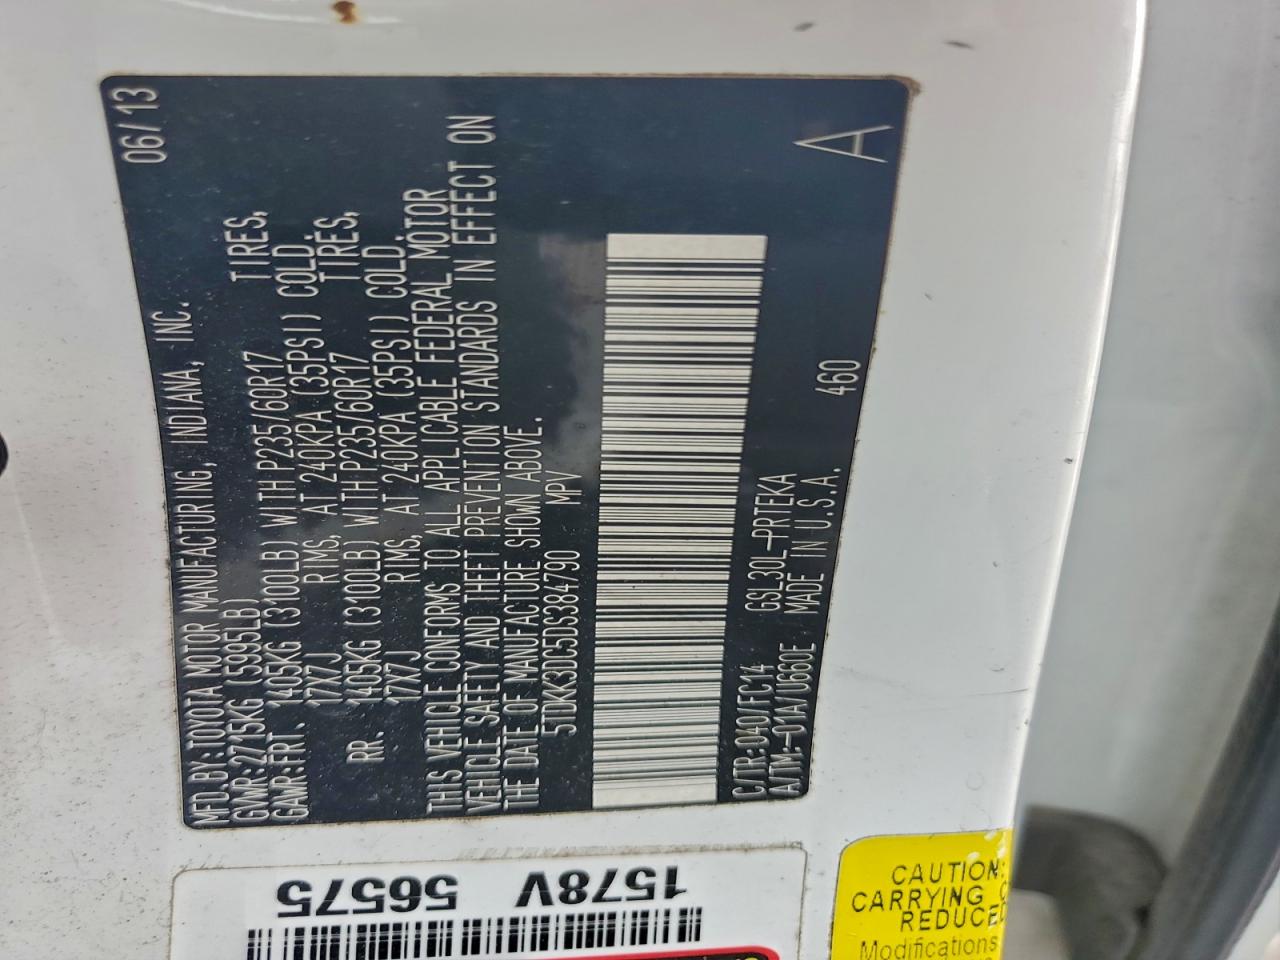 MFD.BY:TOYOTA MOTOR MANUFACTURING, INDIANA, INC. 06/13
GVWR:2715KG (5995LB)
GAWR:FRT. 1405KG (3100LB) WITH P235/60R17 TIRES,
17X7J RIMS, AT 240KPA (35PSI) COLD.
RR. 1405KG (3100LB) WITH P235/60R17 TIRES,
17X7J RIMS, AT 240KPA (35PSI) COLD.
THIS VEHICLE CONFORMS TO ALL APPLICABLE FEDERAL MOTOR
VEHICLE SAFETY AND THEFT PREVENTION STANDARDS IN EFFECT ON
THE DATE OF MANUFACTURE SHOWN ABOVE.
5TDKK3DC5DS384790 MPV
C/TR:040/FC14 GSL30L-PRTEKA
A/TM:-01A/U660E MADE IN U.S.A. 460
A
1578V 56575
CAUTION:
CARRYING
REDUCE
Modifications